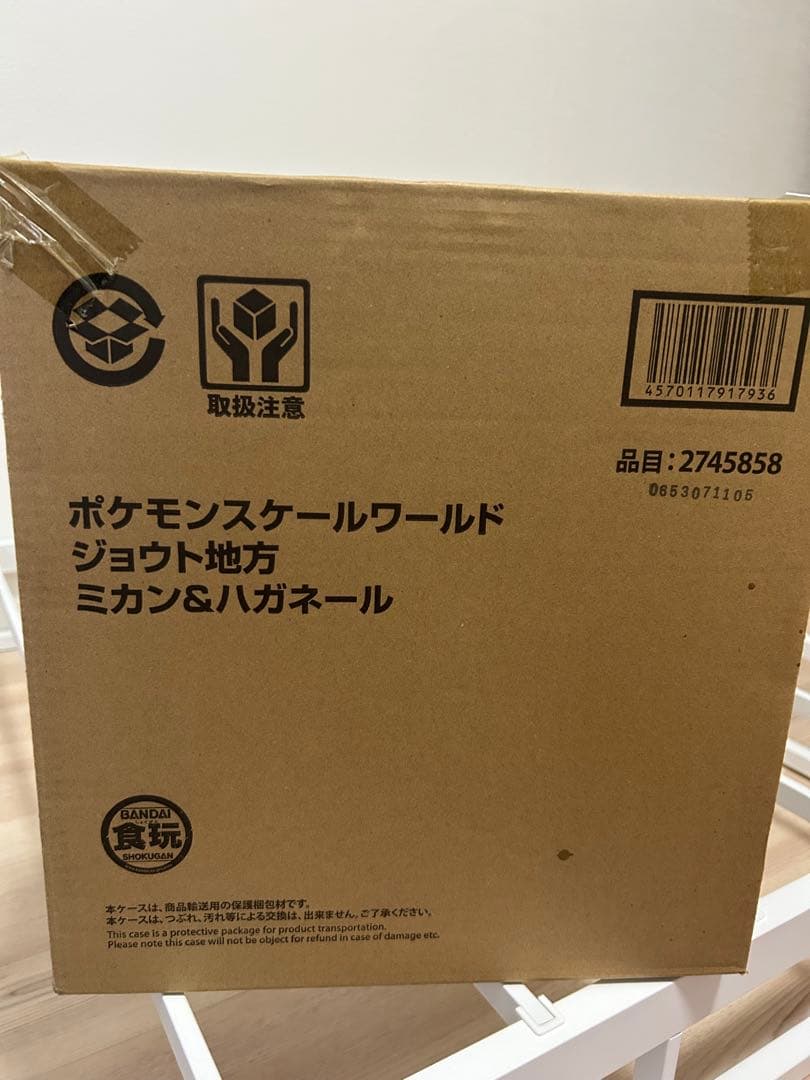 取扱注意
4570117917936
品目:2745858
0653071105
ポケモンスケールワールド
ジョウト地方
ミカン&ハガネール
BANDAI
食玩
SHOKUGAN
本ケースは、商品輸送用の保護梱包材です。
本ケースは、つぶれ、汚れ等による交換は、出来ません。ご了承ください。
This case is a protective package for product transportation.
Please note this case will not be object for refund in case of damage etc.